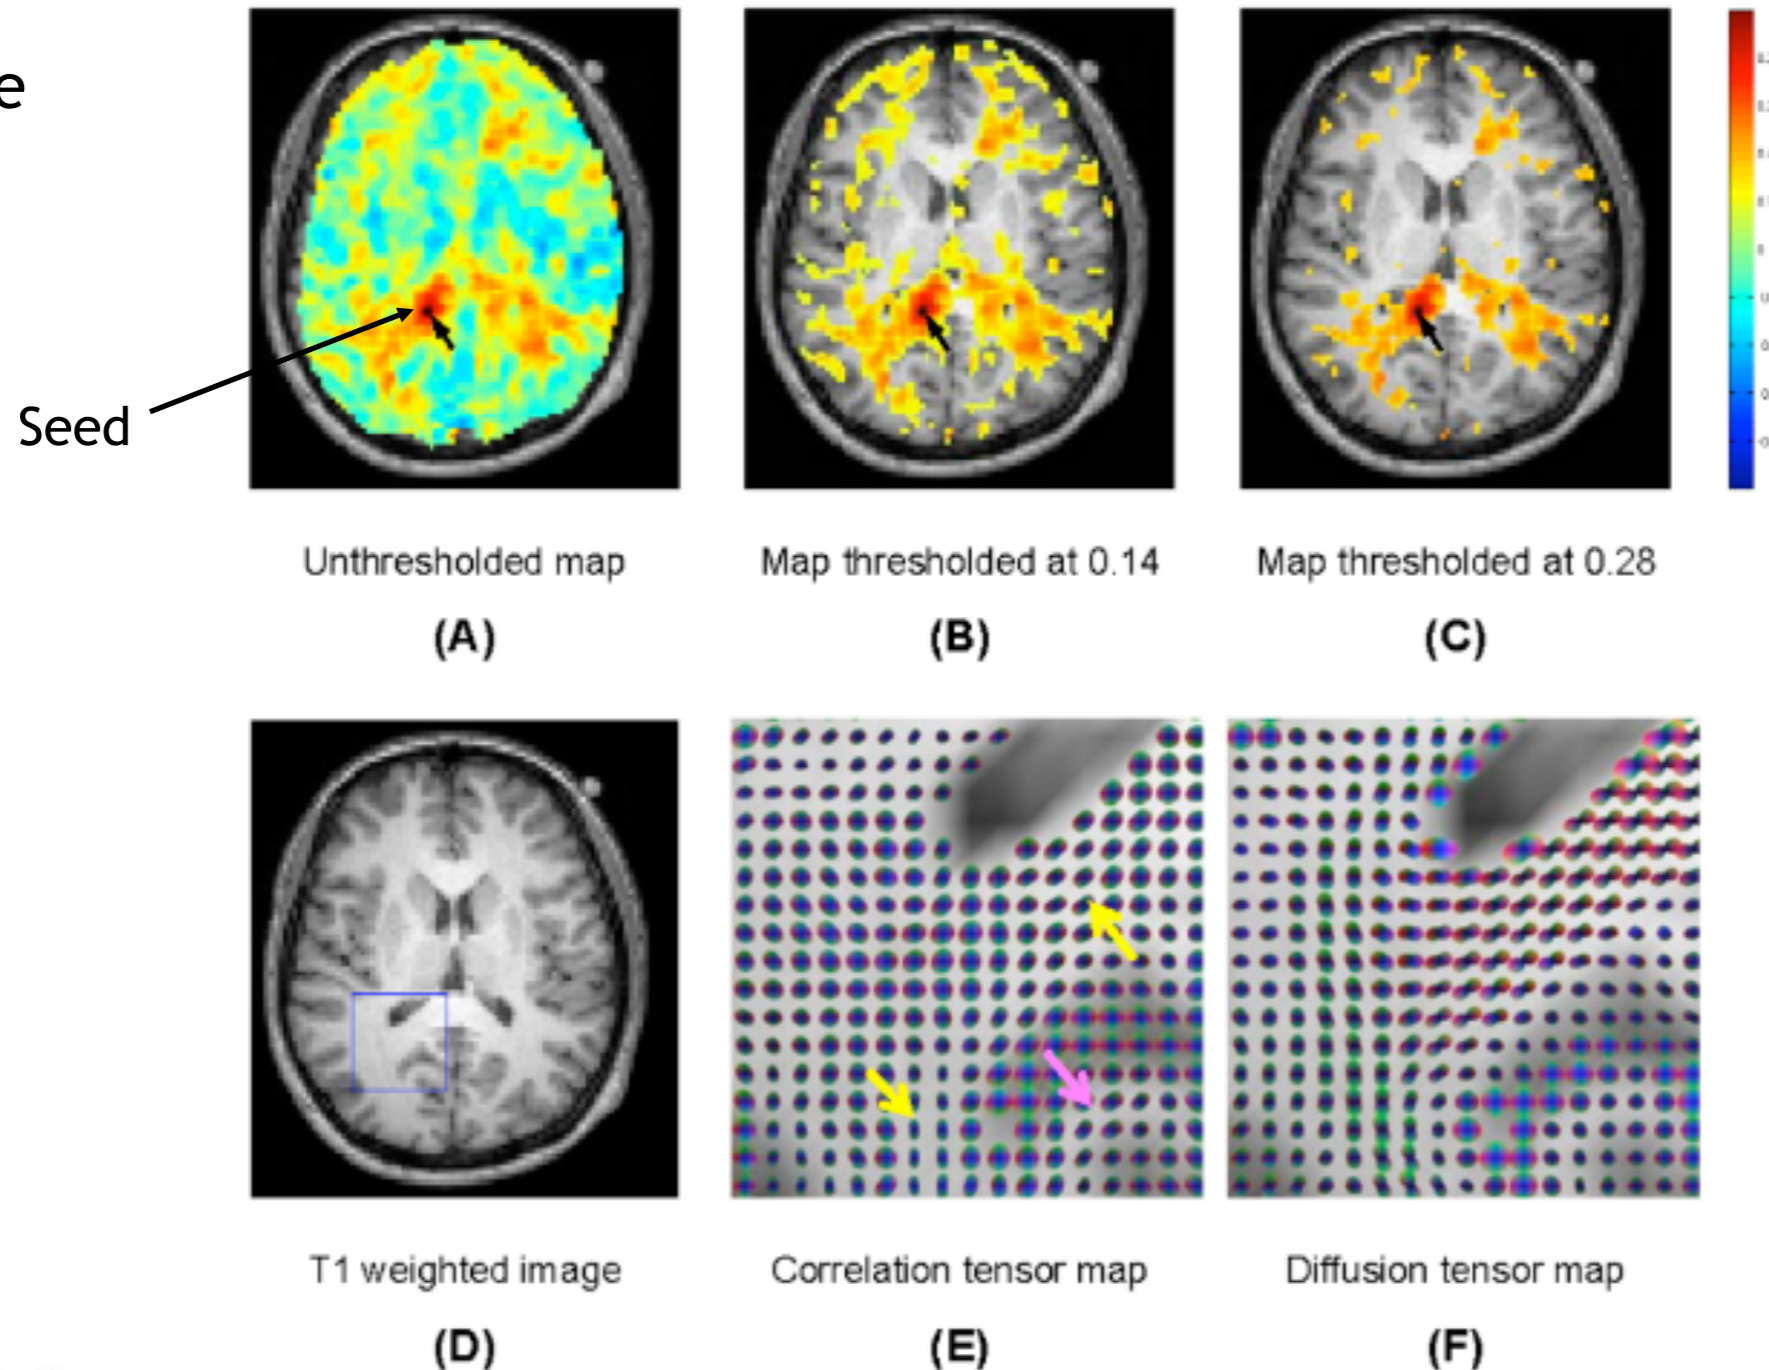 e
Seed
Unthresholded map
Map thresholded at 0.14
Map thresholded at 0.28
(A)
(B)
(C)
T1 weighted image
Correlation tensor map
Diffusion tensor map
(D)
(E)
(F)